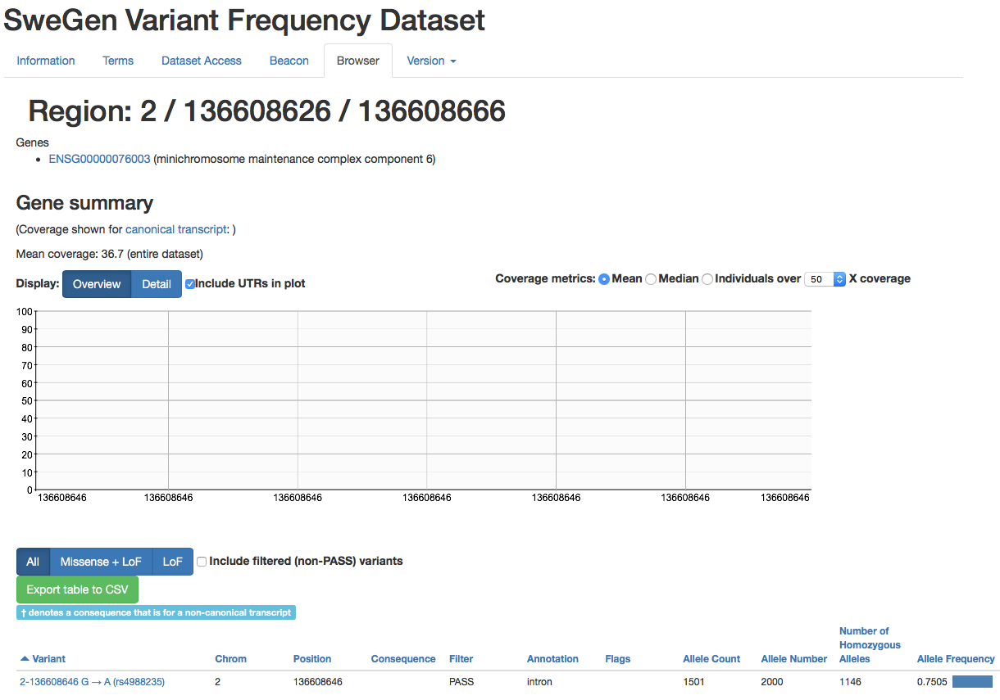 SweGen Variant Frequency Dataset
Information Terms Dataset Access Beacon Browser Version
Region: 2 / 136608626 / 136608666
Genes
• ENSG00000076003 (minichromosome maintenance complex component 6)
Gene summary
(Coverage shown for canonical transcript: )
Mean coverage: 36.7 (entire dataset)
Display: Overview Detail Include UTRs in plot
Coverage metrics: Mean Median Individuals over 50 X coverage
100
90
80
70
60
50
40
30
20
10
0
136608646 136608646 136608646 136608646 136608646 136608646 136608646
All Missense + LoF LoF Include filtered (non-PASS) variants
Export table to CSV
† denotes a consequence that is for a non-canonical transcript
Number of
Homozygous
Variant Chrom Position Consequence Filter Annotation Flags Allele Count Allele Number Alleles Allele Frequency
2-136608646 G → A (rs4988235) 2 136608646 PASS intron 1501 2000 1146 0.7505